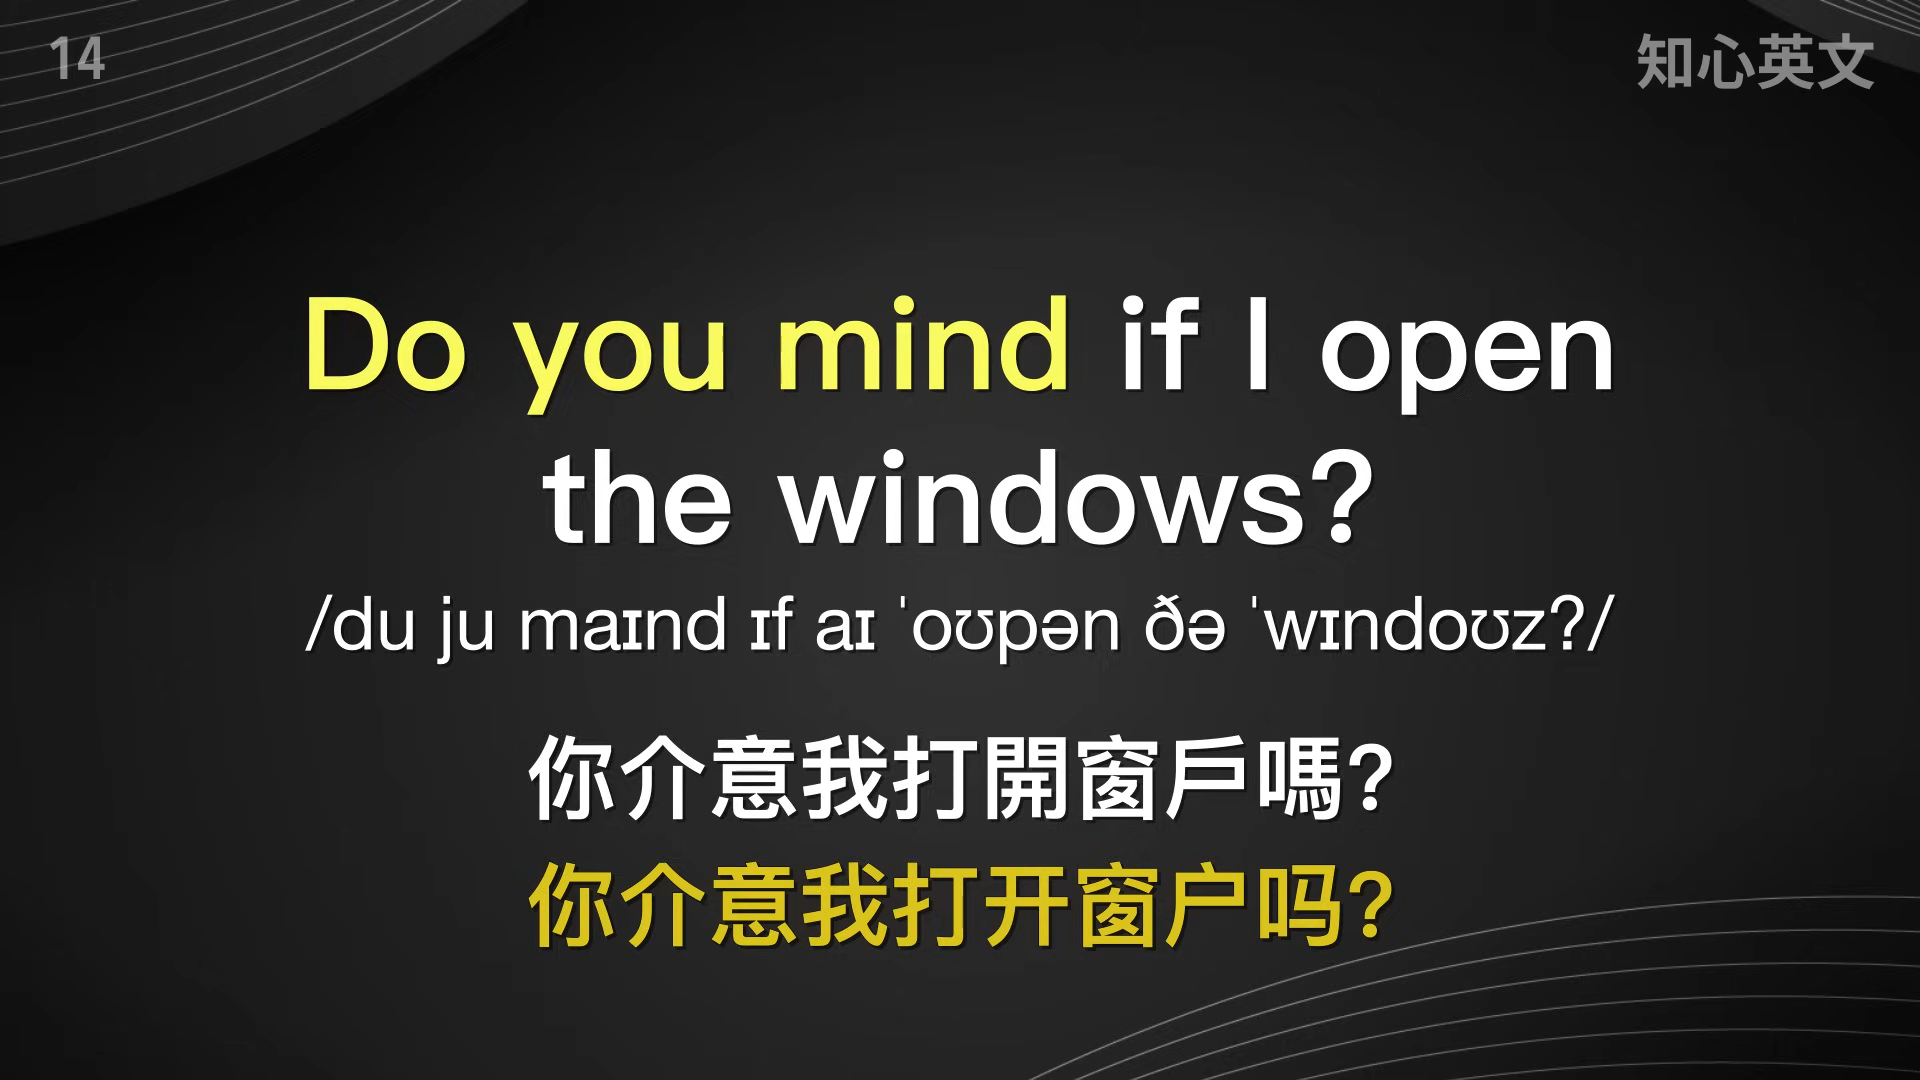 14
知心英文
Do you mind if I open
the windows?
/du ju maɪnd ɪf aɪ ˈoʊpən ðə ˈwɪndoʊz?/
你介意我打開窗戶嗎?
你介意我打开窗户吗?